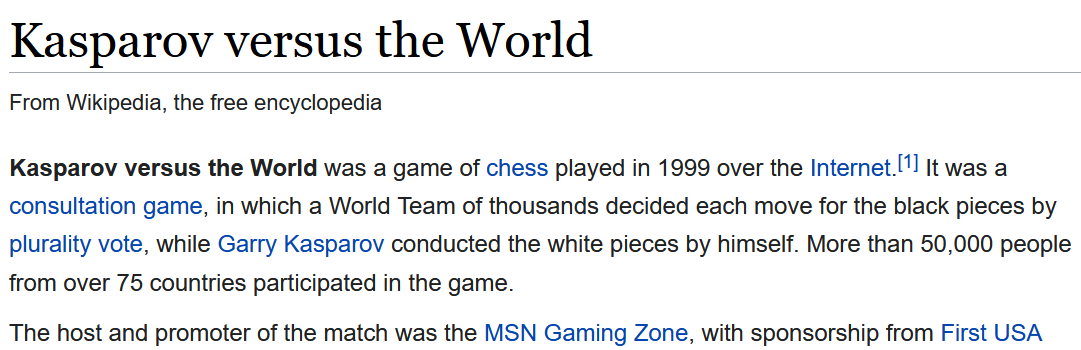 Kasparov versus the World
From Wikipedia, the free encyclopedia
Kasparov versus the World was a game of chess played in 1999 over the Internet.[1] It was a
consultation game, in which a World Team of thousands decided each move for the black pieces by
plurality vote, while Garry Kasparov conducted the white pieces by himself. More than 50,000 people
from over 75 countries participated in the game.
The host and promoter of the match was the MSN Gaming Zone, with sponsorship from First USA